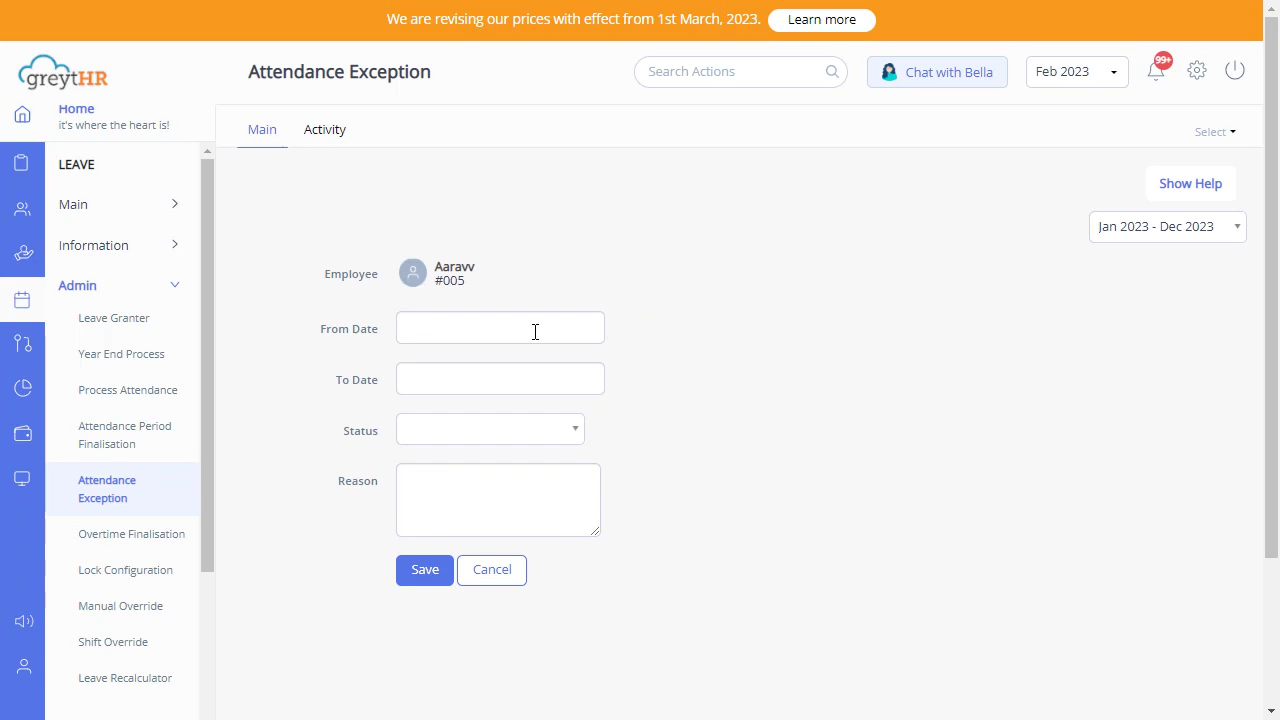 We are revising our prices with effect from 1st March, 2023. Learn more
greytHR
Attendance Exception
Search Actions
Chat with Bella
Feb 2023
99+
Home
it's where the heart is!
Main
Activity
Select
LEAVE
Main
Information
Admin
Leave Granter
Year End Process
Process Attendance
Attendance Period
Finalisation
Attendance
Exception
Overtime Finalisation
Lock Configuration
Manual Override
Shift Override
Leave Recalculator
Show Help
Jan 2023 - Dec 2023
Employee
Aaravv
#005
From Date
To Date
Status
Reason
Save
Cancel